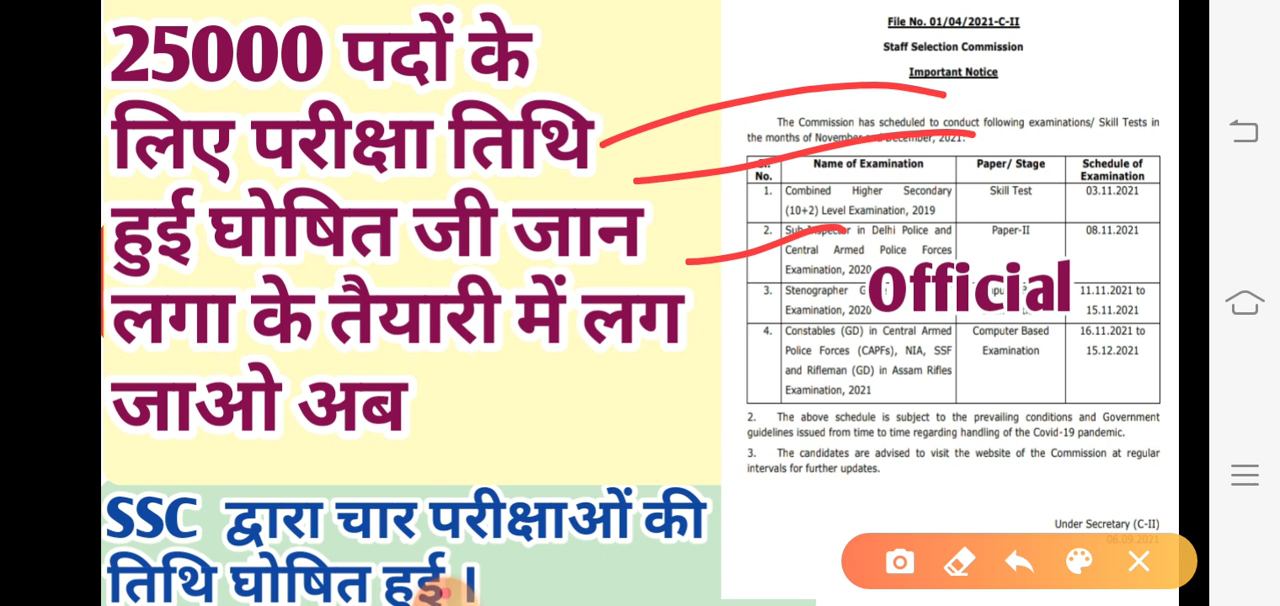 25000 पदों के
लिए परीक्षा तिथि
हुई घोषित जी जान
लगा के तैयारी में लग
जाओ अब
SSC द्वारा चार परीक्षाओं की
तिथि घोषित हुई।
File No. 01/04/2021-C-II
Staff Selection Commission
Important Notice
The Commission has scheduled to conduct following examinations/ Skill Tests in
the months of November and December, 2021.
Sr. No. Name of Examination Paper/ Stage Schedule of Examination
1. Combined Higher Secondary Skill Test 03.11.2021
(10+2) Level Examination, 2019
2. Sub-Inspector in Delhi Police and Paper-II 08.11.2021
Central Armed Police Forces
Examination, 2020
Official
3. Stenographer 11.11.2021 to
Examination, 2020 15.11.2021
4. Constables (GD) in Central Armed Computer Based 16.11.2021 to
Police Forces (CAPFs), NIA, SSF Examination 15.12.2021
and Rifleman (GD) in Assam Rifles
Examination, 2021
2. The above schedule is subject to the prevailing conditions and Government
guidelines issued from time to time regarding handling of the Covid-19 pandemic.
3. The candidates are advised to visit the website of the Commission at regular
intervals for further updates.
Under Secretary (C-II)
06.09.2021